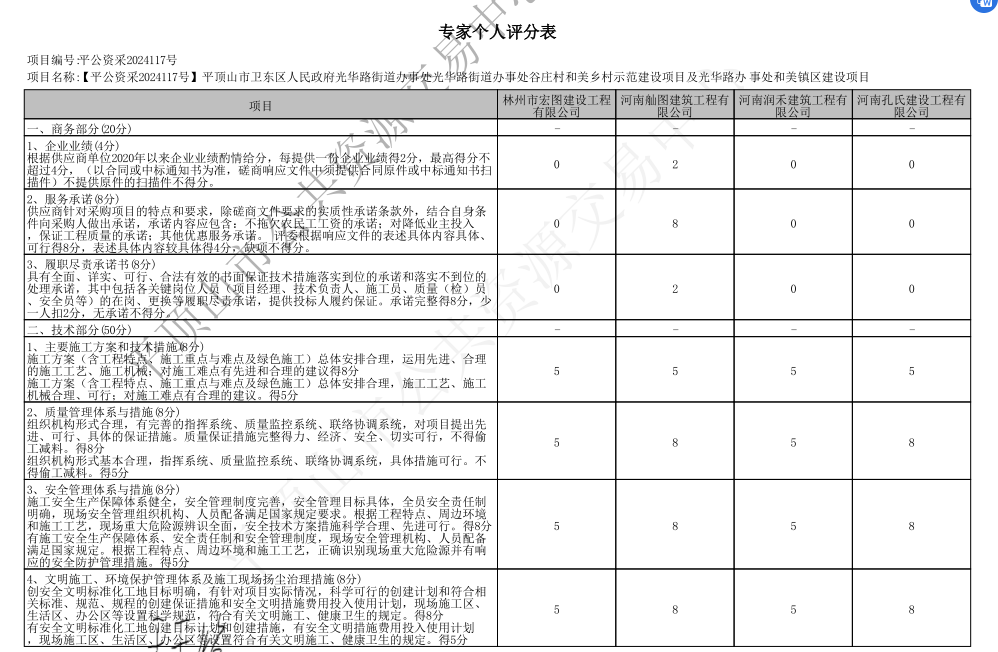 专家个人评分表
项目编号:平公资采2024117号
项目名称:【平公资采2024117号】平顶山市卫东区人民政府光华路街道办事处光华路街道办事处谷庄村和美乡村示范建设项目及光华路办 事处和美镇区建设项目
项目 林州市宏图建设工程有限公司 河南舢图建筑工程有限公司 河南润禾建筑工程有限公司 河南孔氏建设工程有限公司
一、商务部分(20分) - - - -
1、企业业绩(4分)
根据供应商单位2020年以来企业业绩酌情给分，每提供一份企业业绩得2分，最高得分不
超过4分，（以合同或中标通知书为准，磋商响应文件中须提供合同原件或中标通知书扫
描件）不提供原件的扫描件不得分。
0 2 0 0
2、服务承诺(8分)
供应商针对采购项目的特点和要求，除磋商文件要求的实质性承诺条款外，结合自身条
件向采购人做出承诺，承诺内容应包含：不拖欠农民工工资的承诺；对降低业主投入
，保证工程质量的承诺；其他优惠服务承诺。 评委根据响应文件的表述具体内容具体、
可行得8分，表述具体内容较具体得4分，缺项不得分。
0 8 0 0
3、履职尽责承诺书(8分)
具有全面、详实、可行、合法有效的书面保证技术措施落实到位的承诺和落实不到位的
处理承诺，其中包括各关键岗位人员（项目经理、技术负责人、施工员、质量（检）员
、安全员等）的在岗、更换等履职尽责承诺，提供投标人履约保证。承诺完整得8分，少
一人扣2分，无承诺不得分。
0 2 0 0
二、技术部分(50分) - - - -
1、主要施工方案和技术措施(8分)
施工方案（含工程特点、施工重点与难点及绿色施工）总体安排合理，运用先进、合理
的施工工艺、施工机械；对施工难点有先进和合理的建议得8分
施工方案（含工程特点、施工重点与难点及绿色施工）总体安排合理，施工工艺、施工
机械合理、可行；对施工难点有合理的建议。得5分
5 5 5 5
2、质量管理体系与措施(8分)
组织机构形式合理，有完善的指挥系统、质量监控系统、联络协调系统，对项目提出先
进、可行、具体的保证措施。质量保证措施完整得力、经济、安全、切实可行，不得偷
工减料。得8分
组织机构形式基本合理，指挥系统、质量监控系统、联络协调系统，具体措施可行。不
得偷工减料。得5分
5 8 5 8
3、安全管理体系与措施(8分)
施工安全生产保障体系健全，安全管理制度完善，安全管理目标具体，全员安全责任制
明确，现场安全管理组织机构、人员配备满足国家规定要求。根据工程特点、周边环境
和施工工艺，现场重大危险源辨识全面，安全技术方案措施科学合理、先进可行。得8分
有施工安全生产保障体系、安全责任制和安全管理制度，现场安全管理机构、人员配备
满足国家规定。根据工程特点、周边环境和施工工艺，正确识别现场重大危险源并有响
应的安全防护管理措施。得5分
5 8 5 8
4、文明施工、环境保护管理体系及施工现场扬尘治理措施(8分)
创安全文明标准化工地目标明确，有针对项目实际情况，科学可行的创建计划和符合相
关标准、规范、规程的创建保证措施和安全文明措施费用投入使用计划，现场施工区、
生活区、办公区等设置科学规范，符合有关文明施工、健康卫生的规定。得8分
有安全文明标准化工地创建目标计划和创建措施，有安全文明措施费用投入使用计划
，现场施工区、生活区、办公区等设置符合有关文明施工、健康卫生的规定。得5分
5 8 5 8
平顶山市公共资源交易中心
平顶山市公共资源交易中